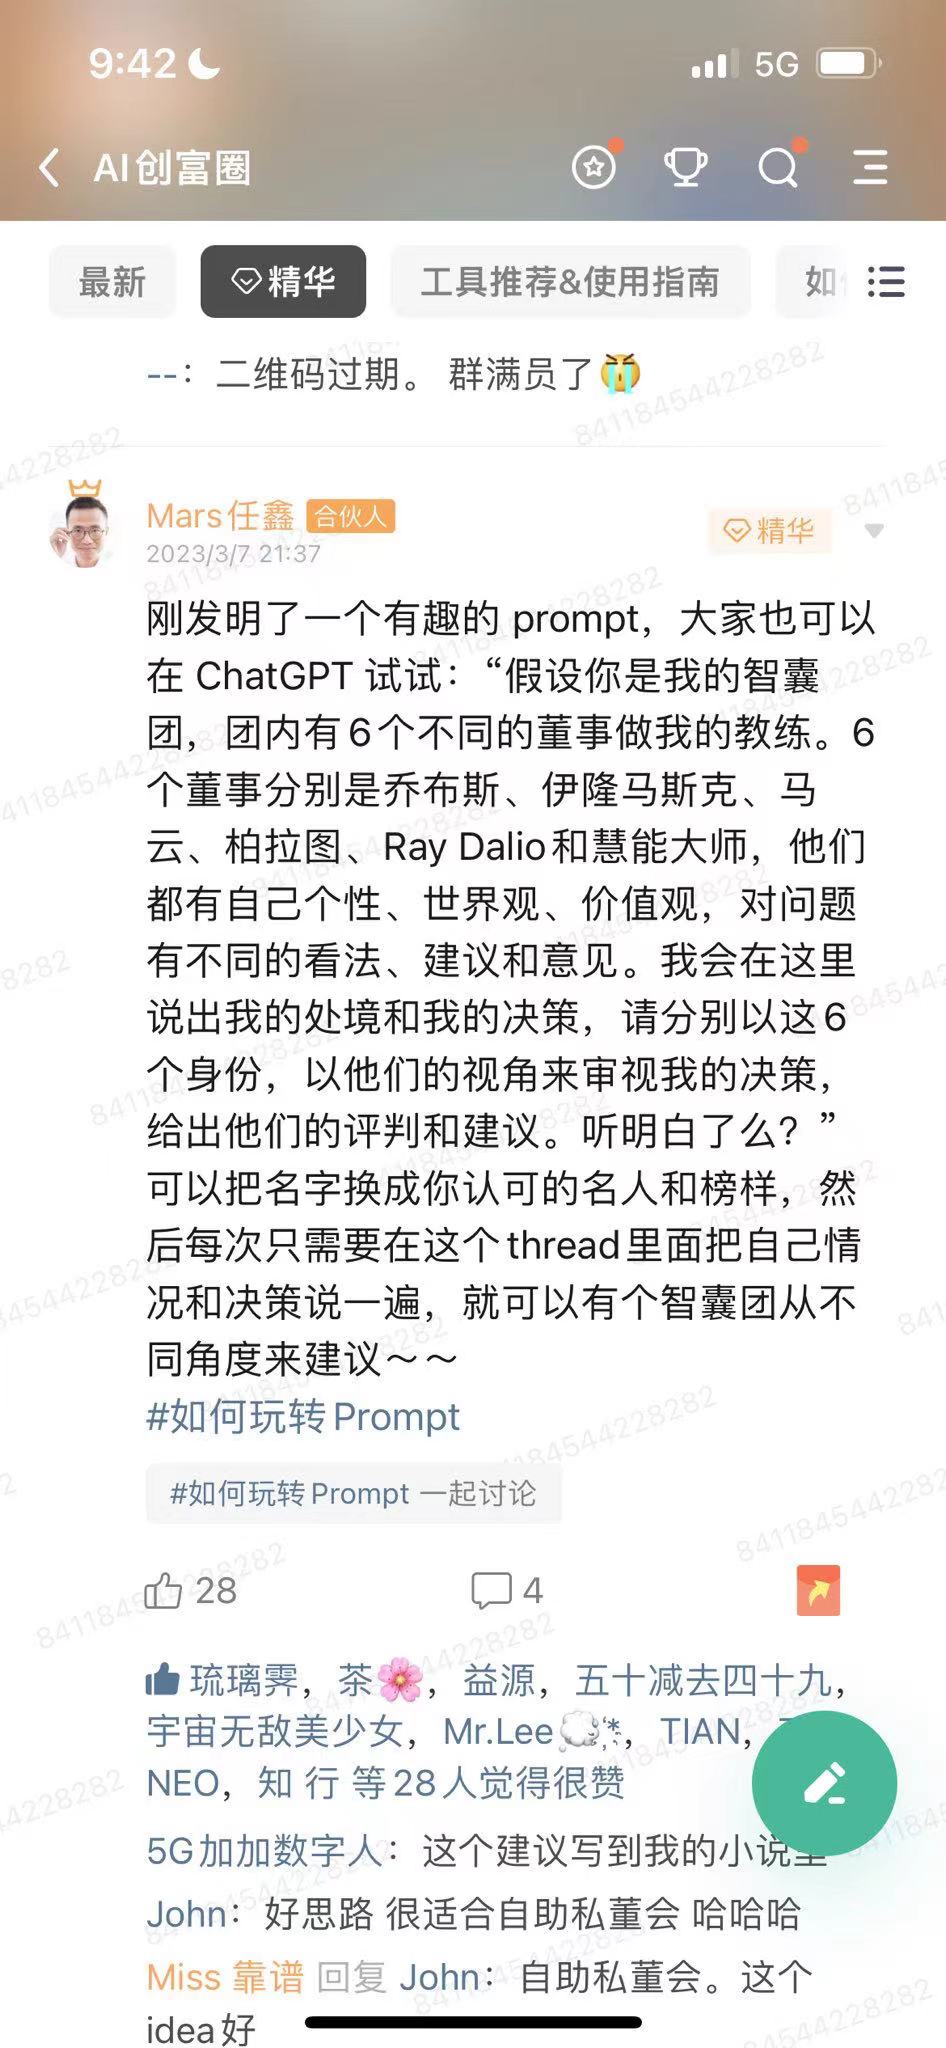 9:42
5G
AI创富圈
最新
精华
工具推荐&使用指南
如
--：二维码过期。 群满员了😭
Mars任鑫 合伙人
精华
2023/3/7 21:37
刚发明了一个有趣的 prompt，大家也可以
在 ChatGPT 试试：“假设你是我的智囊
团，团内有6个不同的董事做我的教练。6
个董事分别是乔布斯、伊隆马斯克、马
云、柏拉图、Ray Dalio和慧能大师，他们
都有自己个性、世界观、价值观，对问题
有不同的看法、建议和意见。我会在这里
说出我的处境和我的决策，请分别以这6
个身份，以他们的视角来审视我的决策，
给出他们的评判和建议。听明白了么？”
可以把名字换成你认可的名人和榜样，然
后每次只需要在这个thread里面把自己情
况和决策说一遍，就可以有个智囊团从不
同角度来建议～～
#如何玩转Prompt
#如何玩转Prompt 一起讨论
28
4
琉璃霁，茶🌸，益源，五十减去四十九，
宇宙无敌美少女，Mr.Lee💭，TIAN，
NEO，知 行 等28人觉得很赞
5G加加数字人：这个建议写到我的小说里
John：好思路 很适合自助私董会 哈哈哈
Miss 靠谱 回复 John：自助私董会。这个
idea好
841184544228282